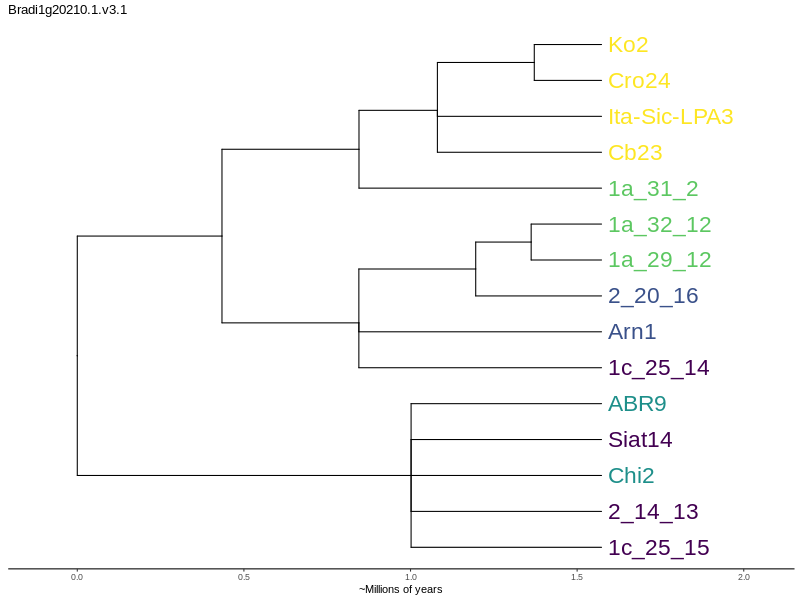 Bradi1g20210.1.v3.1
Ko2
Cro24
Ita-Sic-LPA3
Cb23
1a_31_2
1a_32_12
1a_29_12
2_20_16
Arn1
1c_25_14
ABR9
Siat14
Chi2
2_14_13
1c_25_15
0.0 0.5 1.0 1.5 2.0
~Millions of years